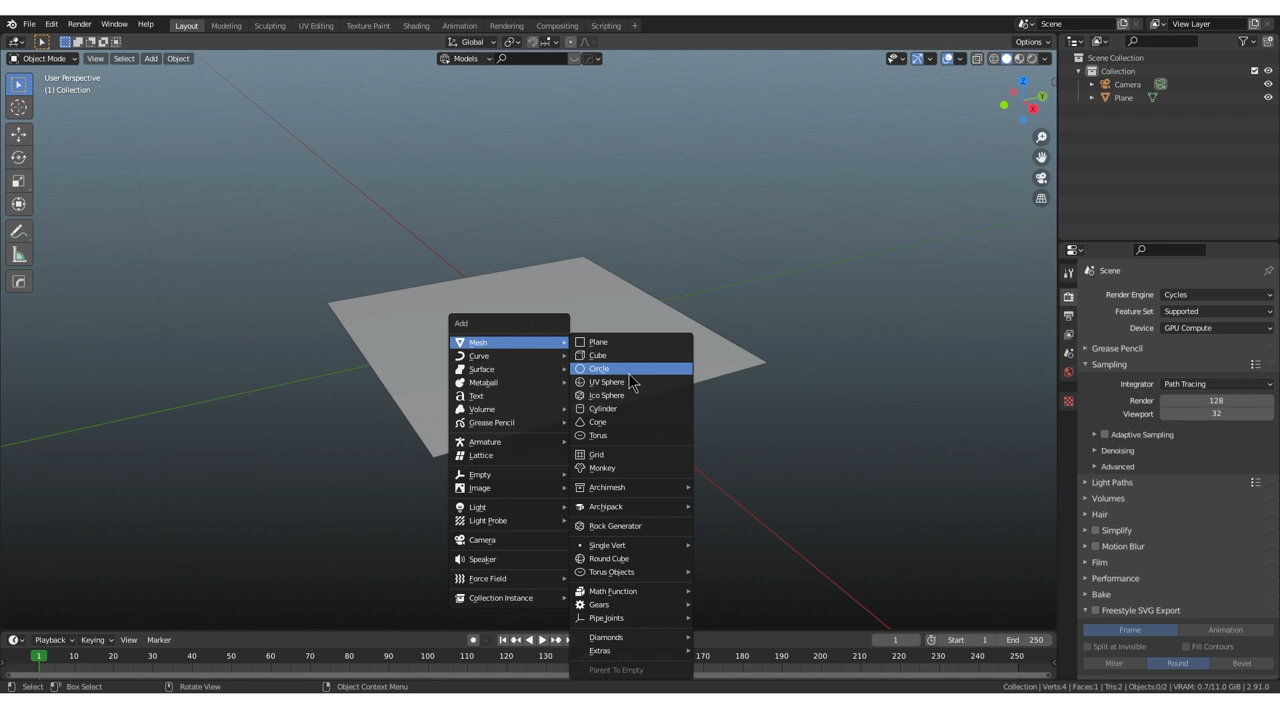 File Edit Render Window Help Layout Modeling Sculpting UV Editing Texture Paint Shading Animation Rendering Compositing Scripting + Scene View Layer
Global Options
Object Mode View Select Add Object Models
User Perspective
(1) Collection
Z
Y
X
Scene Collection
Collection
Camera
Plane
Scene
Render Engine Cycles
Feature Set Supported
Device GPU Compute
Grease Pencil
Sampling
Integrator Path Tracing
Render 128
Viewport 32
Adaptive Sampling
Denoising
Advanced
Light Paths
Volumes
Hair
Simplify
Motion Blur
Film
Performance
Bake
Freestyle SVG Export
Frame Animation
Split at Invisible Fill Contours
Miter Round Bevel
Add
Mesh
Curve
Surface
Metaball
Text
Volume
Grease Pencil
Armature
Lattice
Empty
Image
Light
Light Probe
Camera
Speaker
Force Field
Collection Instance
Plane
Cube
Circle
UV Sphere
Ico Sphere
Cylinder
Cone
Torus
Grid
Monkey
Archimesh
Archipack
Rock Generator
Single Vert
Round Cube
Torus Objects
Math Function
Gears
Pipe Joints
Diamonds
Extras
Parent To Empty
Playback Keying View Marker 1 Start 1 End 250
1 10 20 30 40 50 60 70 80 90 100 110 120 130 170 180 190 200 210 220 230 240 250
Select Box Select Rotate View Object Context Menu Collection | Verts:4 | Faces:1 | Tris:2 | Objects:0/2 | VRAM: 0.7/11.0 GiB | 2.91.0